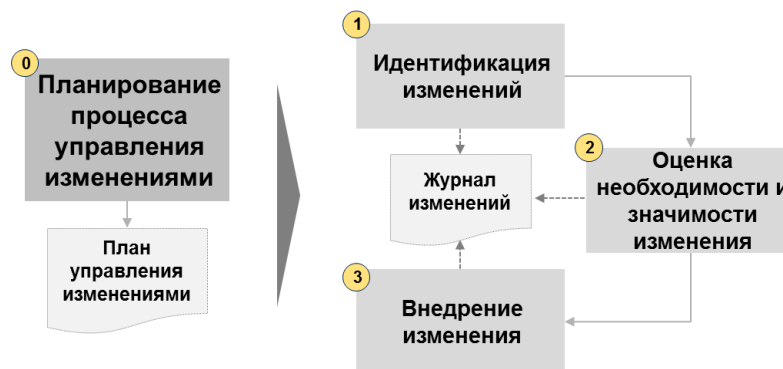 0
Планирование
процесса
управления
изменениями
План
управления
изменениями
1
Идентификация
изменений
Журнал
изменений
2
Оценка
необходимости и
значимости
изменения
3
Внедрение
изменения